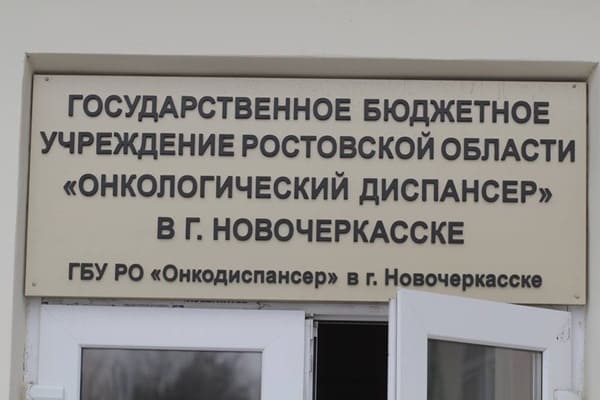 ГОСУДАРСТВЕННОЕ БЮДЖЕТНОЕ
УЧРЕЖДЕНИЕ РОСТОВСКОЙ ОБЛАСТИ
«ОНКОЛОГИЧЕСКИЙ ДИСПАНСЕР»
В Г. НОВОЧЕРКАССКЕ
ГБУ РО «Онкодиспансер» в г. Новочеркасске